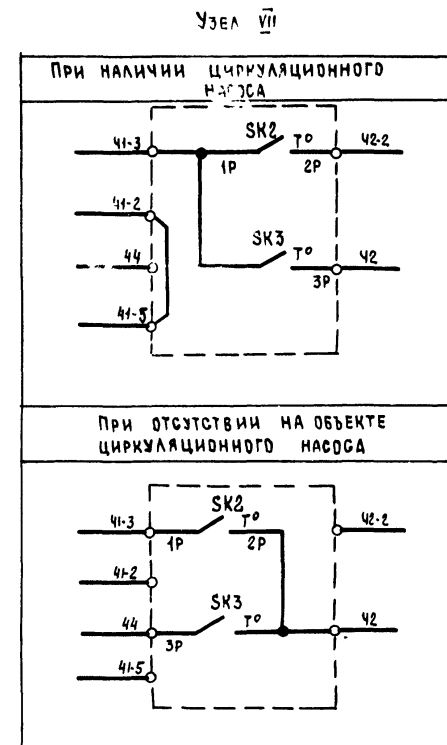 Узел VII
При наличии циркуляционного
насоса
SK2
41-3
T°
42-2
1P
2P
41-2
SK3
44
T°
42
3P
41-5
При отсутствии на объекте
циркуляционного насоса
SK2
41-3
T°
42-2
1P
2P
41-2
SK3
44
T°
42
3P
41-5